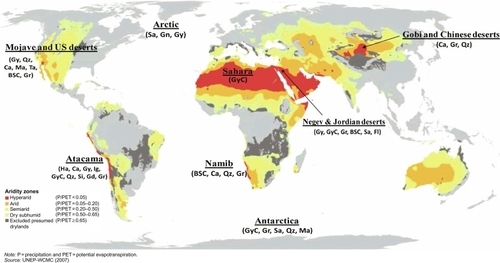 Arctic
(Sa, Gn, Gy)
Gobi and Chinese deserts
(Ca, Gr, Qz)
Mojave and US deserts
(Gy, Qz,
Ca, Ma, Ta,
BSC, Gr)
Sahara
(GyC)
Negev & Jordian deserts
(Gy, GyC, Gr, BSC, Sa, Fl)
Atacama
(Ha, Ca, Gy, Ig,
GyC, Qz, Si, Gd, Gr)
Namib
(BSC, Ca, Qz, Gr)
Aridity zones
Hyperarid (P/PET<0.05)
Arid (P/PET=0.05–0.20)
Semiarid (P/PET=0.20–0.50)
Dry subhumid (P/PET=0.50–0.65)
Excluded presumed (P/PET≥0.65)
drylands
Antarctica
(GyC, Gr, Sa, Qz, Ma)
Note: P = precipitation and PET = potential evapotranspiration.
Source: UNEP-WCMC (2007)